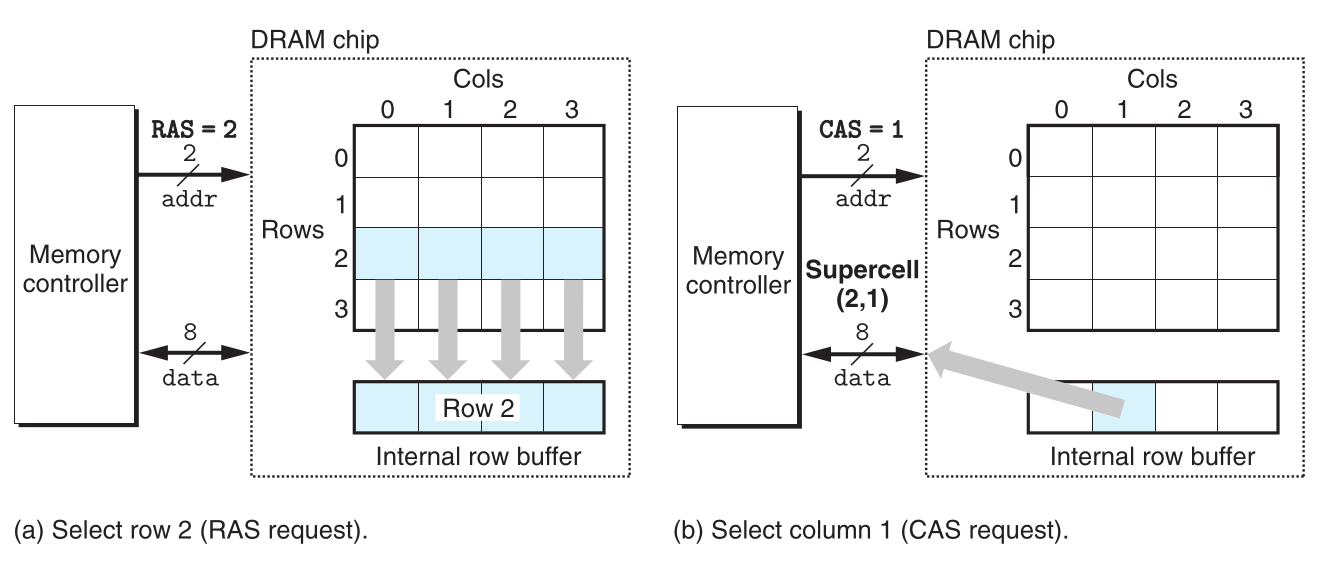 DRAM chip
Cols
0 1 2 3
RAS = 2
2
addr
Memory
controller
Rows
0
1
2
3
8
data
Row 2
Internal row buffer
(a) Select row 2 (RAS request).
DRAM chip
Cols
0 1 2 3
CAS = 1
2
addr
Memory
controller
Rows
0
1
2
3
Supercell
(2,1)
8
data
Internal row buffer
(b) Select column 1 (CAS request).